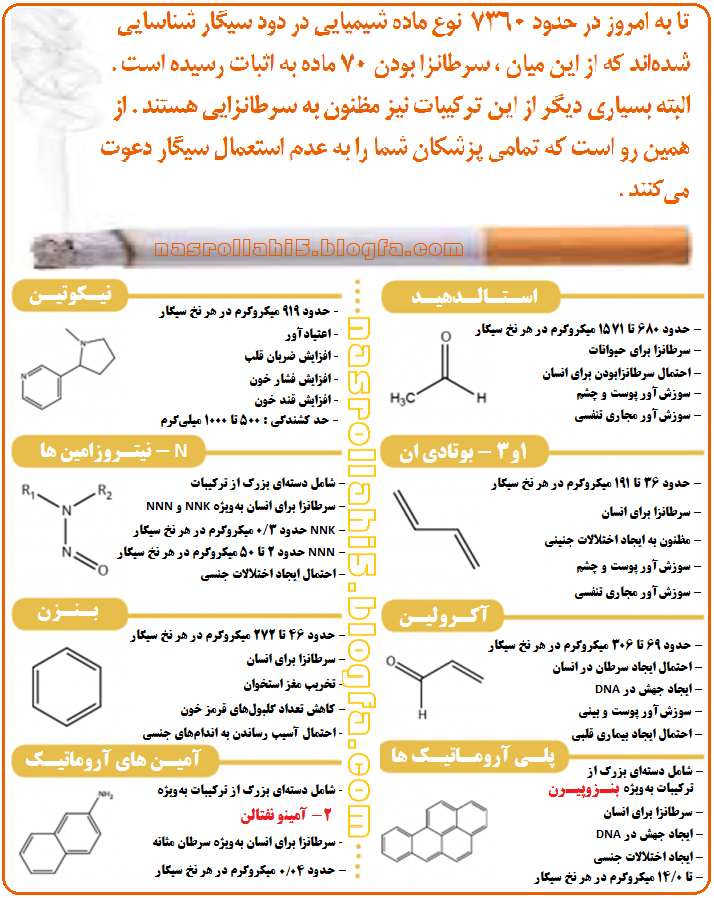 تا به امروز در حدود ۷۳۶۰ نوع ماده شیمیایی در دود سیگار شناسایی
شده‌اند که از این میان ، سرطانزا بودن ۷۰ ماده به اثبات رسیده است .
البته بسیاری دیگر از این ترکیبات نیز مظنون به سرطانزایی هستند . از
همین رو است که تمامی پزشکان شما را به عدم استعمال سیگار دعوت
می‌کنند .
nasrollahi5.blogfa.com
استالدهید
- حدود ۶۸۰ تا ۱۵۷۱ میکروگرم در هر نخ سیکار
- سرطانزا برای حیوانات
- احتمال سرطانزابودن برای انسان
- سوزش‌آور پوست و چشم
- سوزش‌آور مجاری تنفسی
O
H₃C
H
نیکوتین
- حدود ۹۱۹ میکروگرم در هر نخ سیکار
- اعتیادآور
- افزایش ضربان قلب
- افزایش فشار خون
- افزایش قند خون
- حد کشندگی : ۵۰۰ تا ۱۰۰۰ میلی‌گرم
N
N
nasrollahi5.blogfa.com
۱و۳ - بوتادی ان
- حدود ۳۶ تا ۱۹۱ میکروگرم در هر نخ سیکار
- سرطانزا برای انسان
- مظنون به ایجاد اختلالات جنینی
- سوزش‌آور پوست و چشم
- سوزش‌آور مجاری تنفسی
N - نیتروزامین ها
- شامل دسته‌ای بزرگ از ترکیبات
- سرطانزا برای انسان به‌ویژه NNK و NNN
- NNK حدود ۰/۳ میکروگرم در هر نخ سیکار
- NNN حدود ۲ تا ۵۰ میکروگرم در هر نخ سیکار
- احتمال ایجاد اختلالات جنسی
R₁
R₂
N
N
O
آکرولین
- حدود ۶۹ تا ۳۰۶ میکروگرم در هر نخ سیکار
- احتمال ایجاد سرطان در انسان
- ایجاد جهش در DNA
- سوزش‌آور پوست و بینی
- احتمال ایجاد بیماری قلبی
O
H
بنزن
- حدود ۴۶ تا ۲۷۲ میکروگرم در هر نخ سیکار
- سرطانزا برای انسان
- تخریب مغز استخوان
- کاهش تعداد گلبول‌های قرمز خون
- احتمال آسیب رساندن به اندام‌های جنسی
پلی آروماتیک ها
- شامل دسته‌ای بزرگ از
ترکیبات به‌ویژه بنزوپیرن
- سرطانزا برای انسان
- ایجاد جهش در DNA
- ایجاد اختلالات جنسی
- تا ۱۴/۰ میکروگرم در هر نخ سیکار
آمین های آروماتیک
- شامل دسته‌ای بزرگ از ترکیبات به‌ویژه
۲- آمینو نفتالن
- سرطانزا برای انسان به‌ویژه سرطان مثانه
- حدود ۰/۰۴ میکروگرم در هر نخ سیکار
NH₂